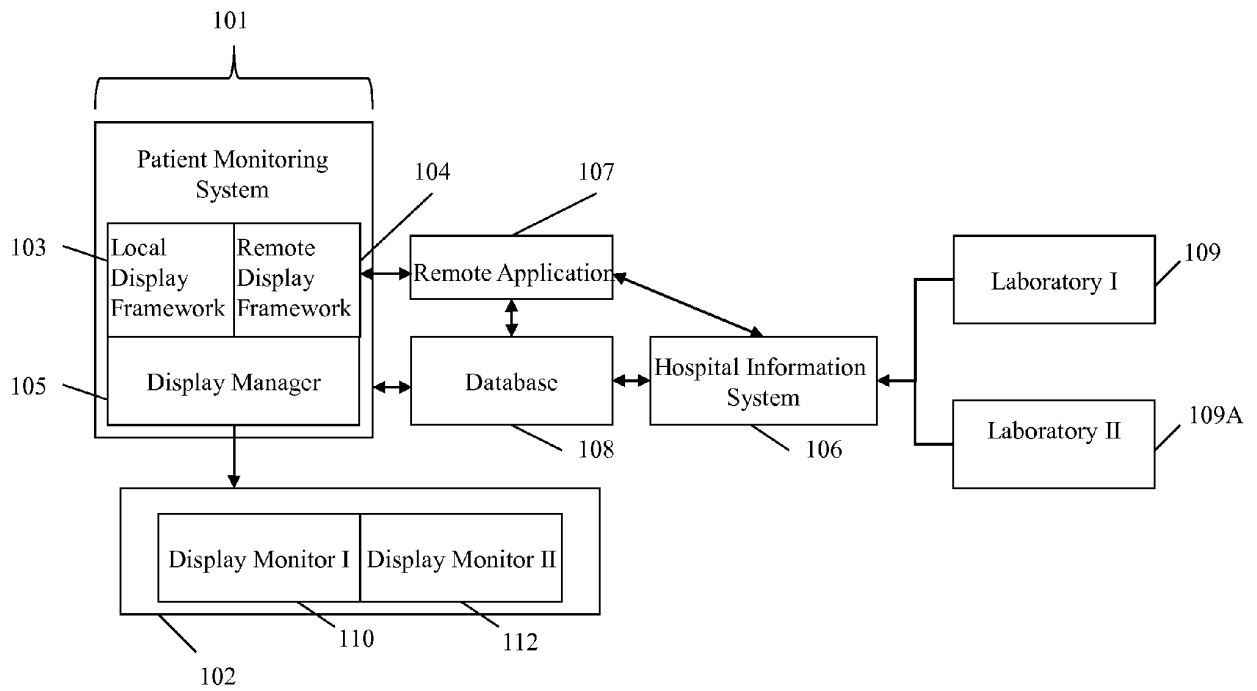 101
Patient Monitoring
System
104
107
103
Local
Display
Framework
Remote
Display
Framework
Remote Application
Laboratory I
109
105
Display Manager
Database
Hospital Information
System
108
106
Laboratory II
109A
Display Monitor I
Display Monitor II
110
112
102